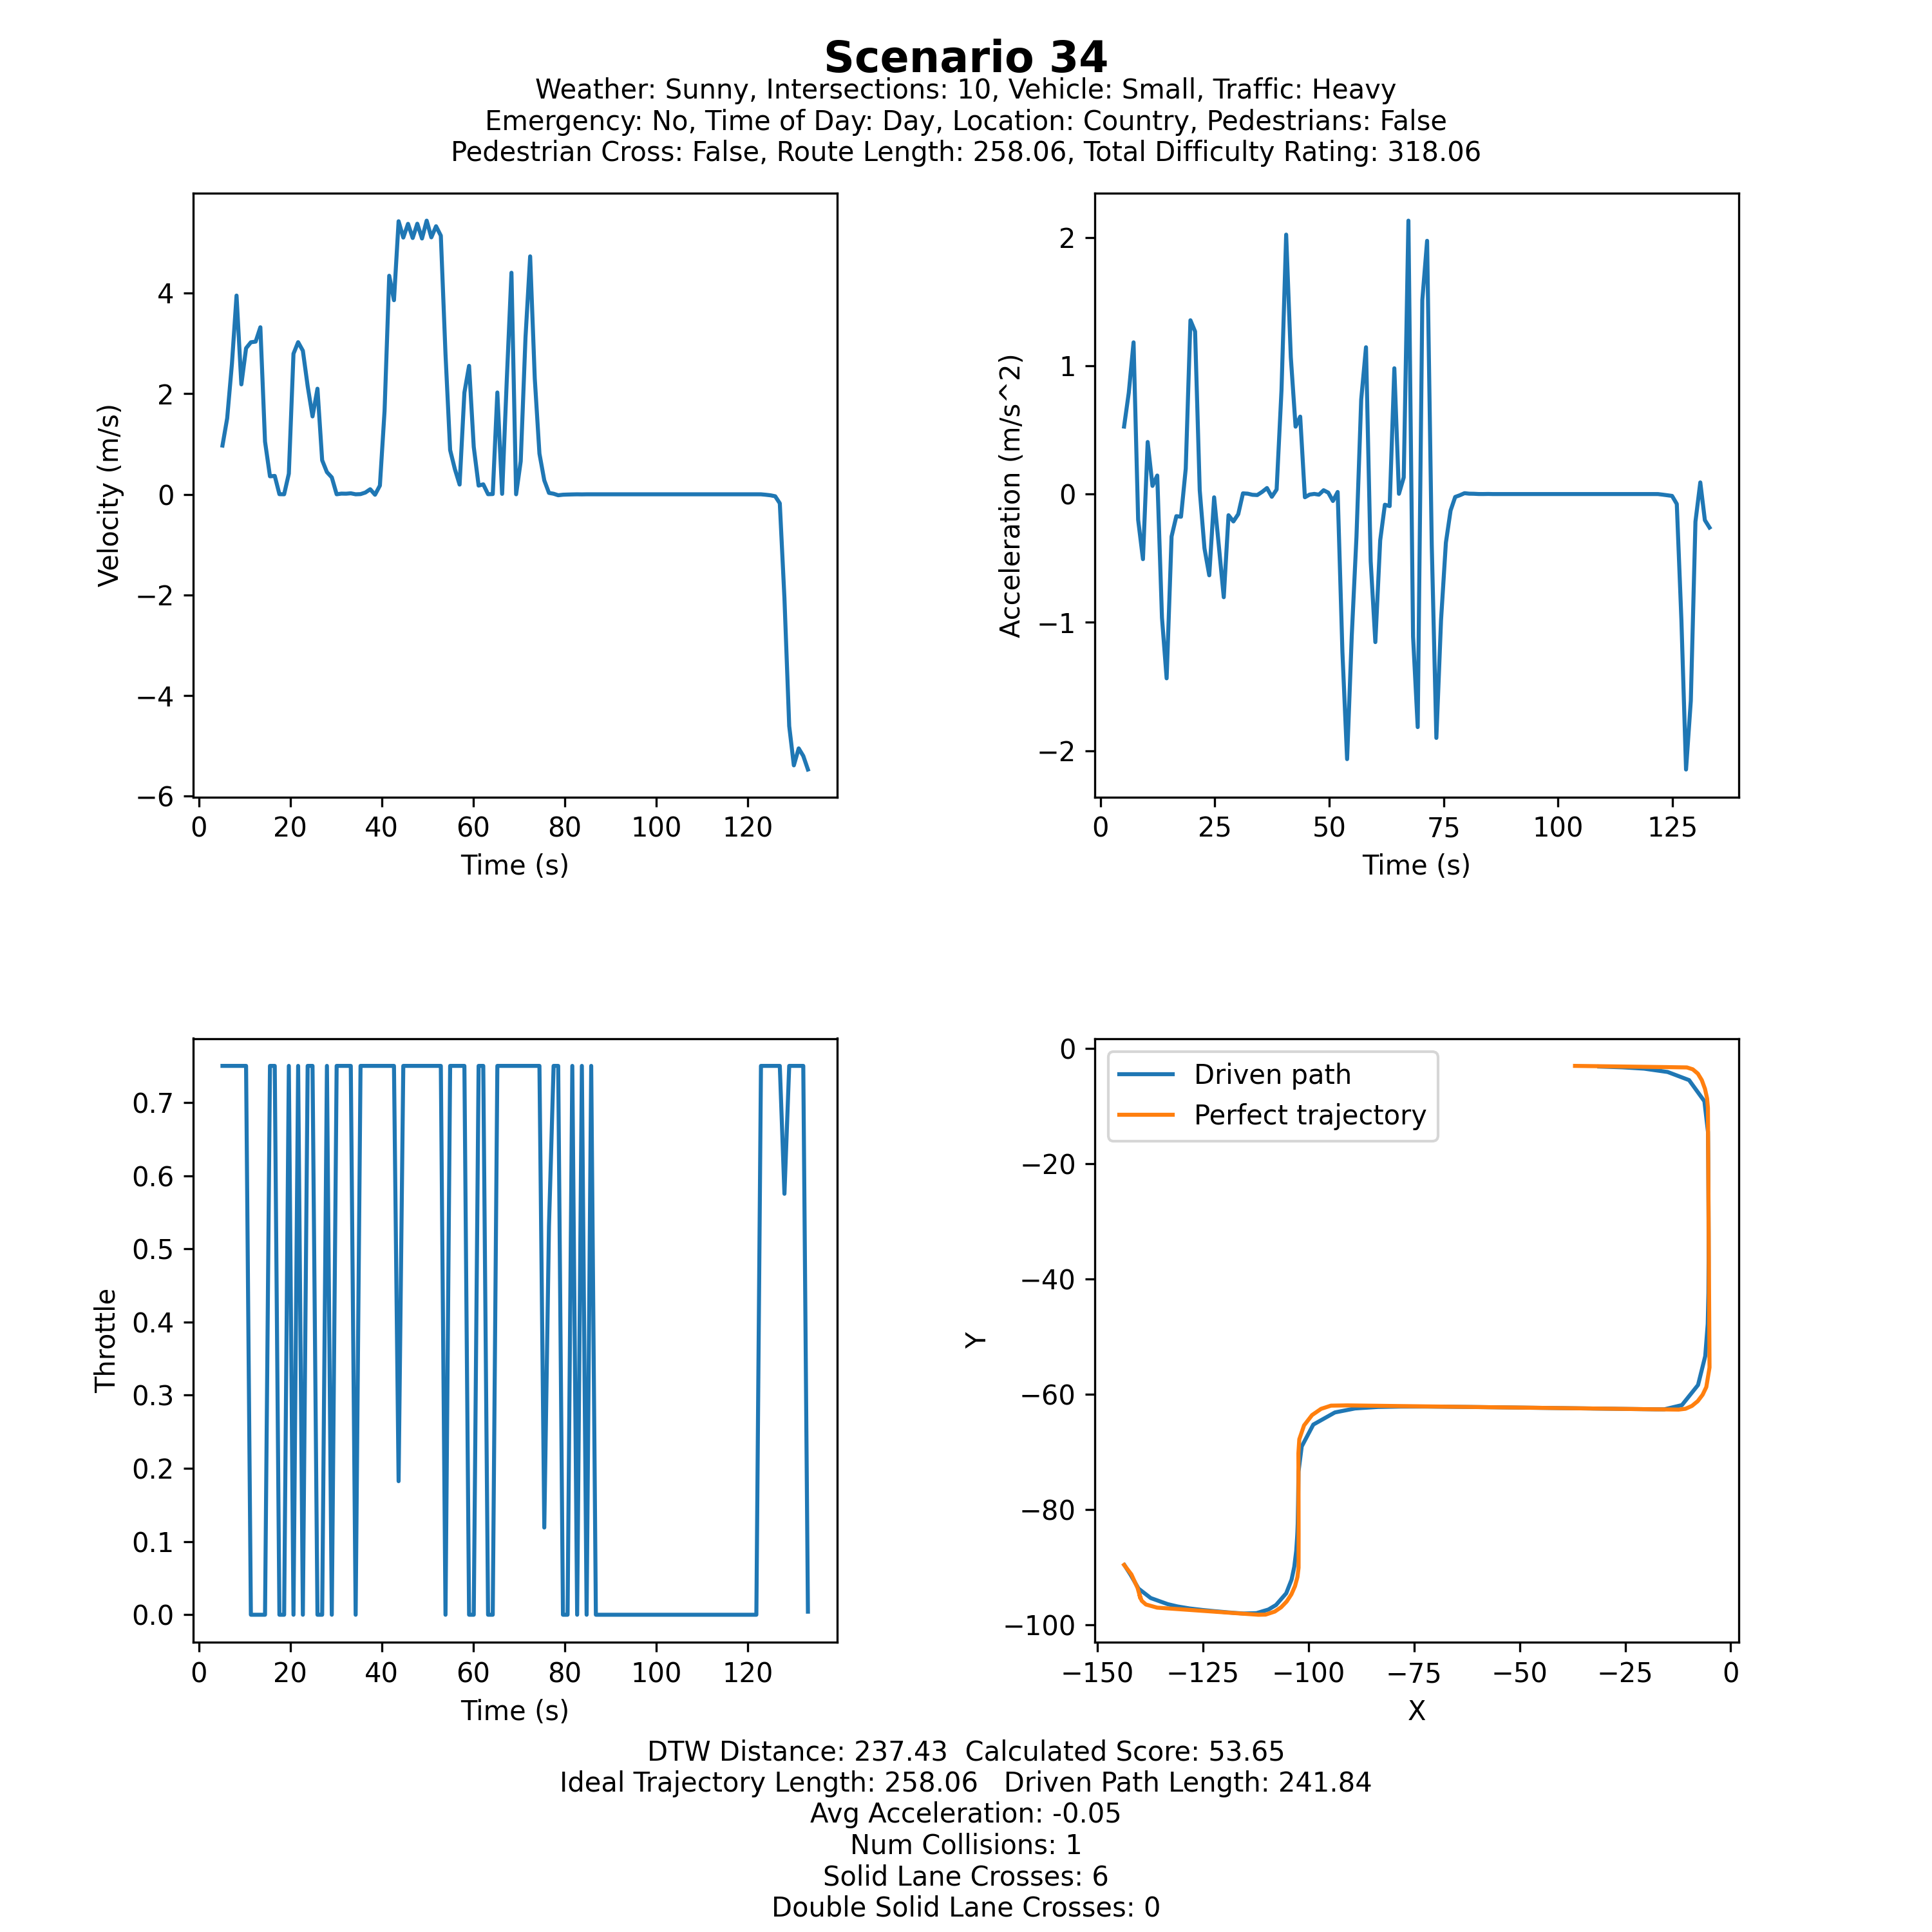 Scenario 34
Weather: Sunny, Intersections: 10, Vehicle: Small, Traffic: Heavy
Emergency: No, Time of Day: Day, Location: Country, Pedestrians: False
Pedestrian Cross: False, Route Length: 258.06, Total Difficulty Rating: 318.06
Velocity (m/s)
4
2
0
−2
−4
−6
0 20 40 60 80 100 120
Time (s)
Acceleration (m/s^2)
2
1
0
−1
−2
0 25 50 75 100 125
Time (s)
Throttle
0.7
0.6
0.5
0.4
0.3
0.2
0.1
0.0
0 20 40 60 80 100 120
Time (s)
Y
0
−20
−40
−60
−80
−100
Driven path
Perfect trajectory
−150 −125 −100 −75 −50 −25 0
X
DTW Distance: 237.43 Calculated Score: 53.65
Ideal Trajectory Length: 258.06 Driven Path Length: 241.84
Avg Acceleration: -0.05
Num Collisions: 1
Solid Lane Crosses: 6
Double Solid Lane Crosses: 0